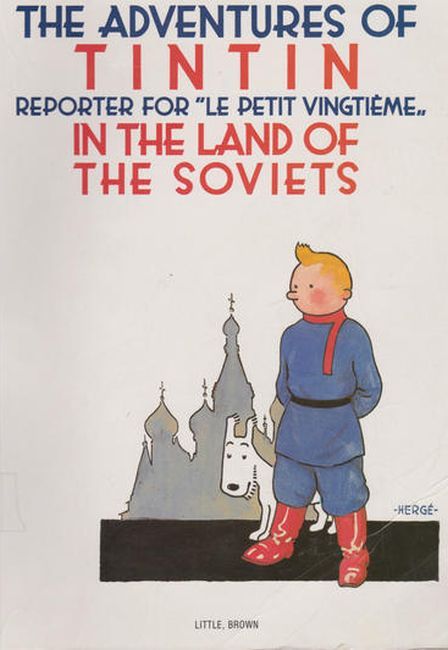 THE ADVENTURES OF
TINTIN
REPORTER FOR "LE PETIT VINGTIÈME„
IN THE LAND OF
THE SOVIETS
-HERGÉ-
LITTLE, BROWN